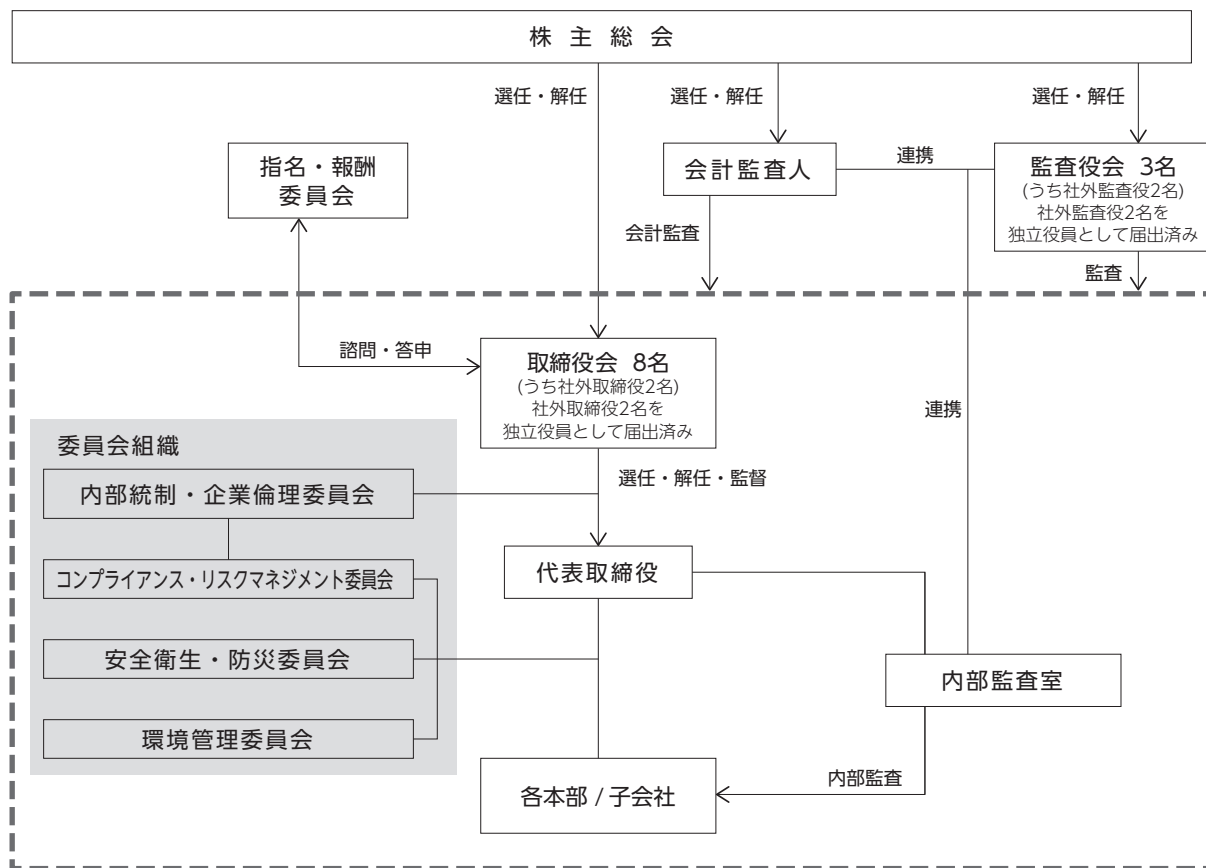 株主総会
選任・解任
選任・解任
選任・解任
指名・報酬
委員会
会計監査人
連携
監査役会 3名
(うち社外監査役2名)
社外監査役2名を
独立役員として届出済み
会計監査
監査
諮問・答申
取締役会 8名
(うち社外取締役2名)
社外取締役2名を
独立役員として届出済み
連携
委員会組織
内部統制・企業倫理委員会
選任・解任・監督
コンプライアンス・リスクマネジメント委員会
代表取締役
安全衛生・防災委員会
内部監査室
環境管理委員会
各本部 / 子会社
内部監査